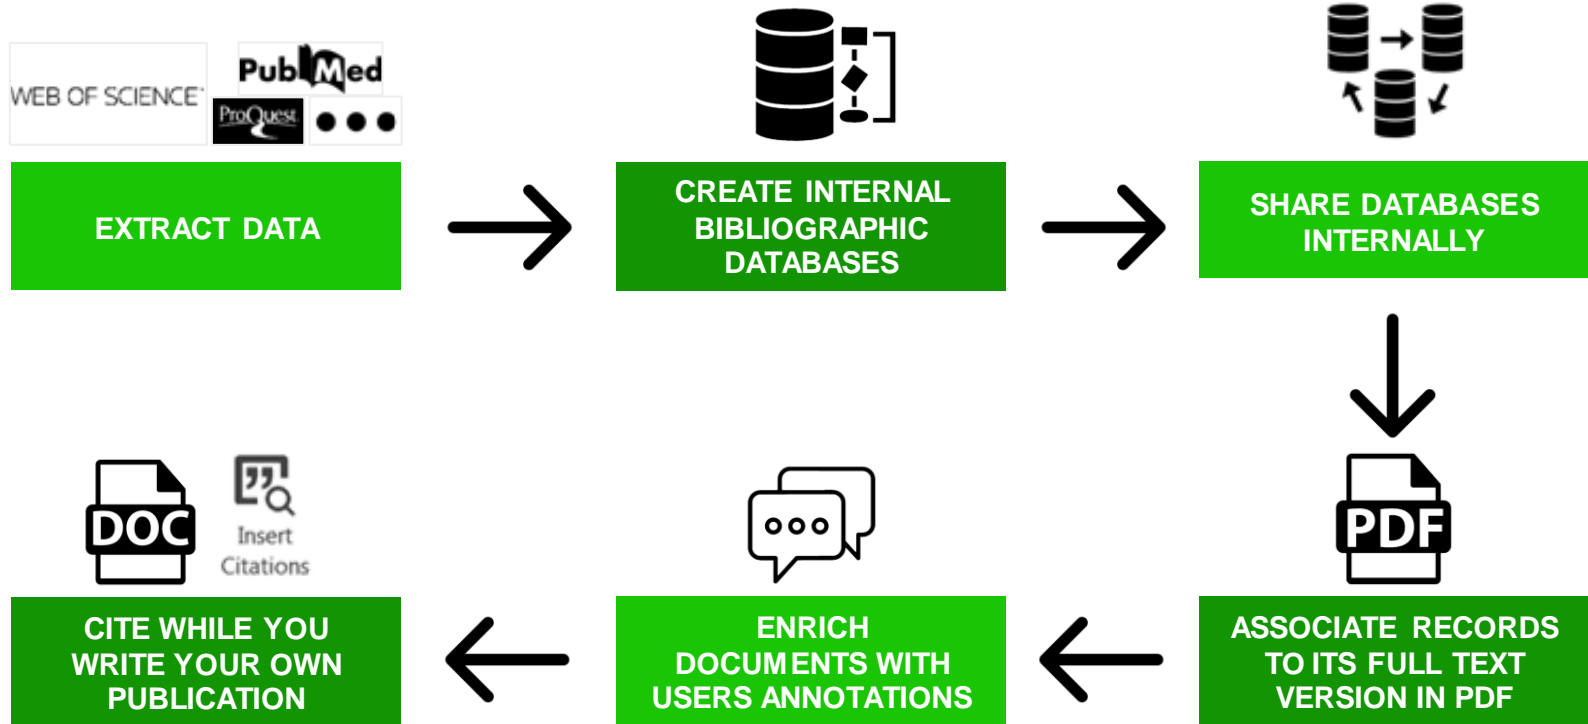 WEB OF SCIENCE™
PubMed
ProQuest
EXTRACT DATA
CREATE INTERNAL
BIBLIOGRAPHIC
DATABASES
SHARE DATABASES
INTERNALLY
PDF
ASSOCIATE RECORDS
TO ITS FULL TEXT
VERSION IN PDF
ENRICH
DOCUMENTS WITH
USERS ANNOTATIONS
DOC
Insert
Citations
CITE WHILE YOU
WRITE YOUR OWN
PUBLICATION